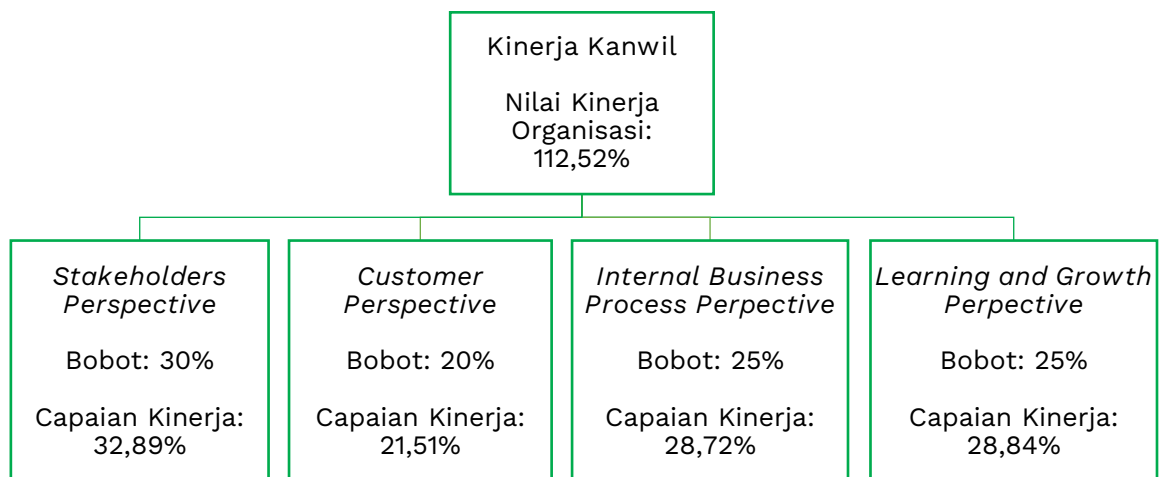 Kinerja Kanwil
Nilai Kinerja
Organisasi:
112,52%
Stakeholders
Perspective
Bobot: 30%
Capaian Kinerja:
32,89%
Customer
Perspective
Bobot: 20%
Capaian Kinerja:
21,51%
Internal Business
Process Perpective
Bobot: 25%
Capaian Kinerja:
28,72%
Learning and Growth
Perpective
Bobot: 25%
Capaian Kinerja:
28,84%